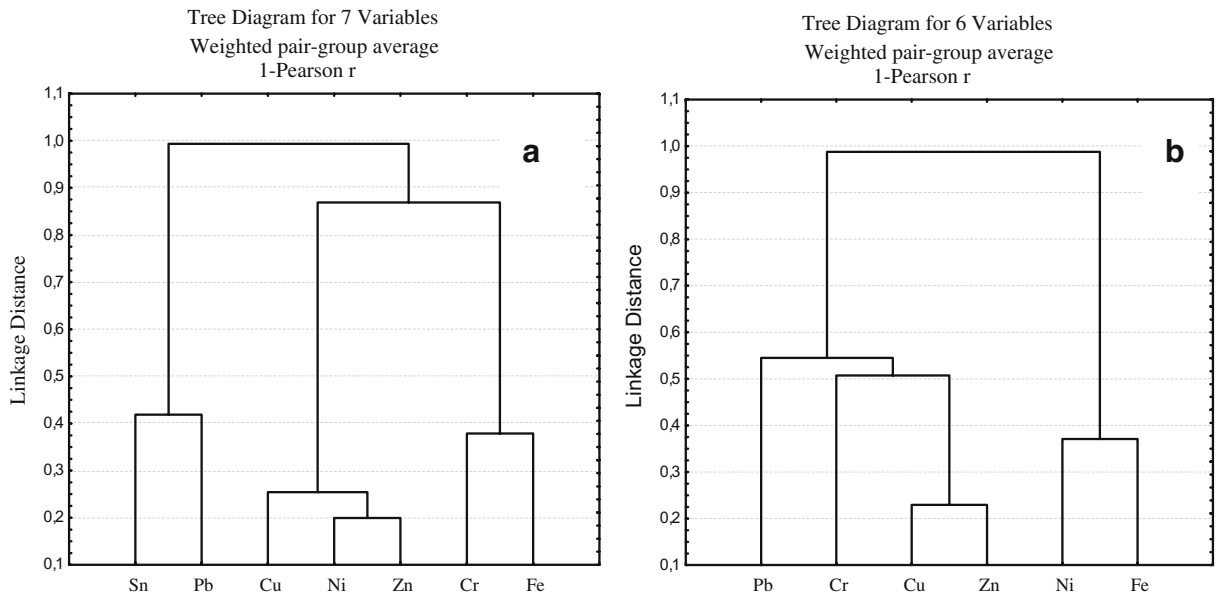 Tree Diagram for 7 Variables
Weighted pair-group average
1-Pearson r
1,1
1,0
0,9
0,8
0,7
0,6
0,5
0,4
0,3
0,2
0,1
Linkage Distance
a
Sn Pb Cu Ni Zn Cr Fe
Tree Diagram for 6 Variables
Weighted pair-group average
1-Pearson r
1,1
1,0
0,9
0,8
0,7
0,6
0,5
0,4
0,3
0,2
0,1
Linkage Distance
b
Pb Cr Cu Zn Ni Fe